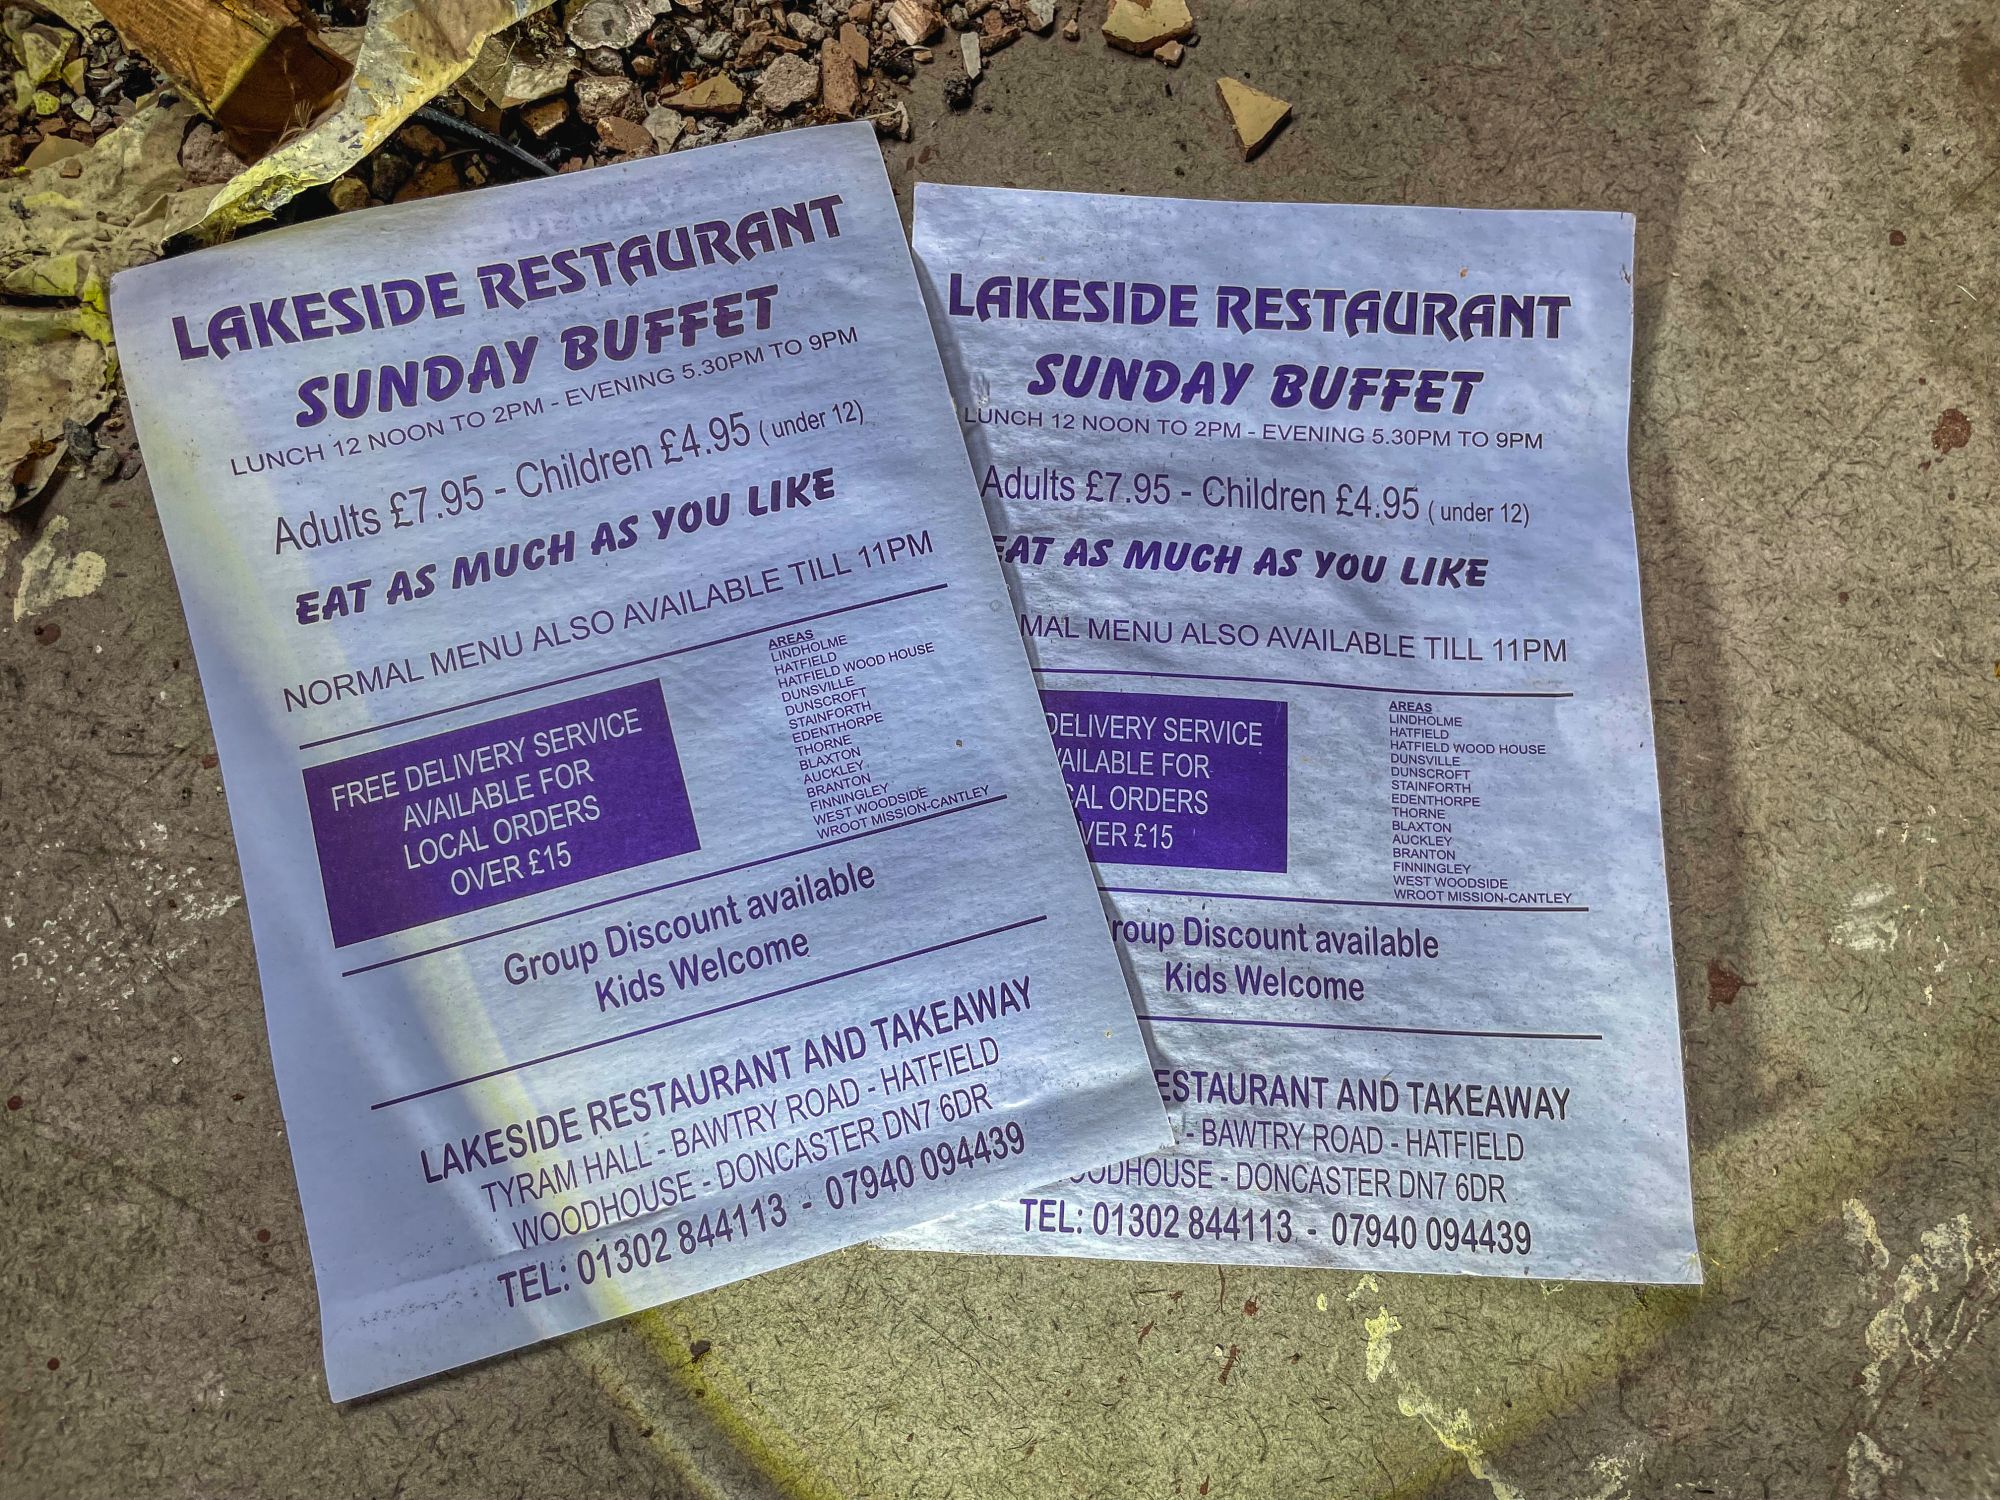 LAKESIDE RESTAURANT
SUNDAY BUFFET
LUNCH 12 NOON TO 2PM - EVENING 5.30PM TO 9PM
Adults £7.95 - Children £4.95 (under 12)
EAT AS MUCH AS YOU LIKE
NORMAL MENU ALSO AVAILABLE TILL 11PM
FREE DELIVERY SERVICE
AVAILABLE FOR
LOCAL ORDERS
OVER £15
AREAS
LINDHOLME
HATFIELD
HATFIELD WOOD HOUSE
DUNSVILLE
DUNSCROFT
STAINFORTH
EDENTHORPE
THORNE
BLAXTON
AUCKLEY
BRANTON
FINNINGLEY
WEST WOODSIDE
WROOT MISSION-CANTLEY
Group Discount available
Kids Welcome
LAKESIDE RESTAURANT AND TAKEAWAY
TYRAM HALL - BAWTRY ROAD - HATFIELD
WOODHOUSE - DONCASTER DN7 6DR
TEL: 01302 844113 - 07940 094439
LAKESIDE RESTAURANT
SUNDAY BUFFET
LUNCH 12 NOON TO 2PM - EVENING 5.30PM TO 9PM
Adults £7.95 - Children £4.95 (under 12)
EAT AS MUCH AS YOU LIKE
MAL MENU ALSO AVAILABLE TILL 11PM
DELIVERY SERVICE
AILABLE FOR
CAL ORDERS
VER £15
AREAS
LINDHOLME
HATFIELD
HATFIELD WOOD HOUSE
DUNSVILLE
DUNSCROFT
STAINFORTH
EDENTHORPE
THORNE
BLAXTON
AUCKLEY
BRANTON
FINNINGLEY
WEST WOODSIDE
WROOT MISSION-CANTLEY
roup Discount available
Kids Welcome
ESTAURANT AND TAKEAWAY
- BAWTRY ROAD - HATFIELD
OODHOUSE - DONCASTER DN7 6DR
TEL: 01302 844113 - 07940 094439